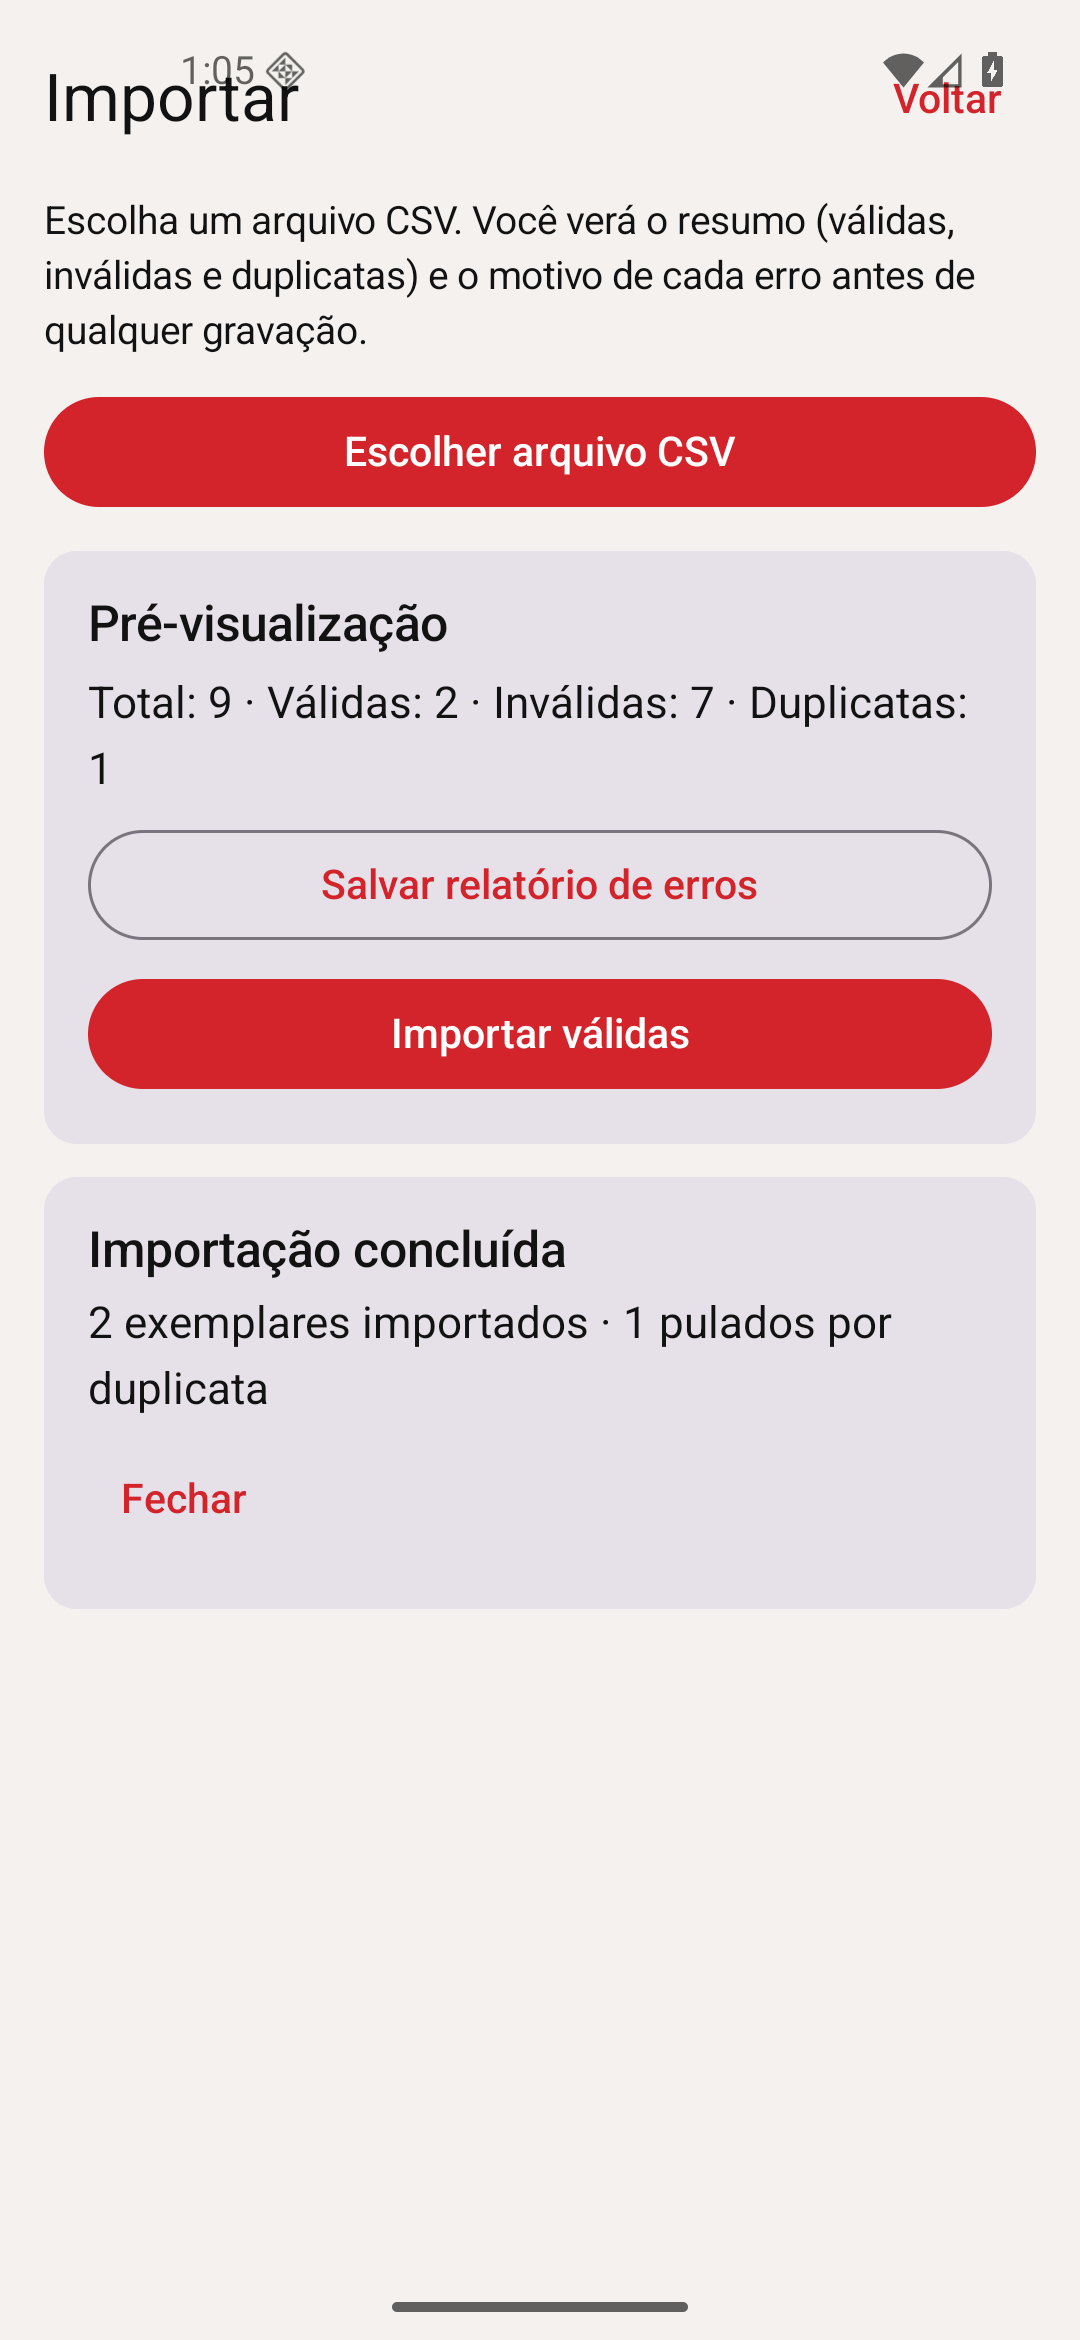 1:05
Importar
Voltar
Escolha um arquivo CSV. Você verá o resumo (válidas,
inválidas e duplicatas) e o motivo de cada erro antes de
qualquer gravação.
Escolher arquivo CSV
Pré-visualização
Total: 9 · Válidas: 2 · Inválidas: 7 · Duplicatas:
1
Salvar relatório de erros
Importar válidas
Importação concluída
2 exemplares importados · 1 pulados por
duplicata
Fechar